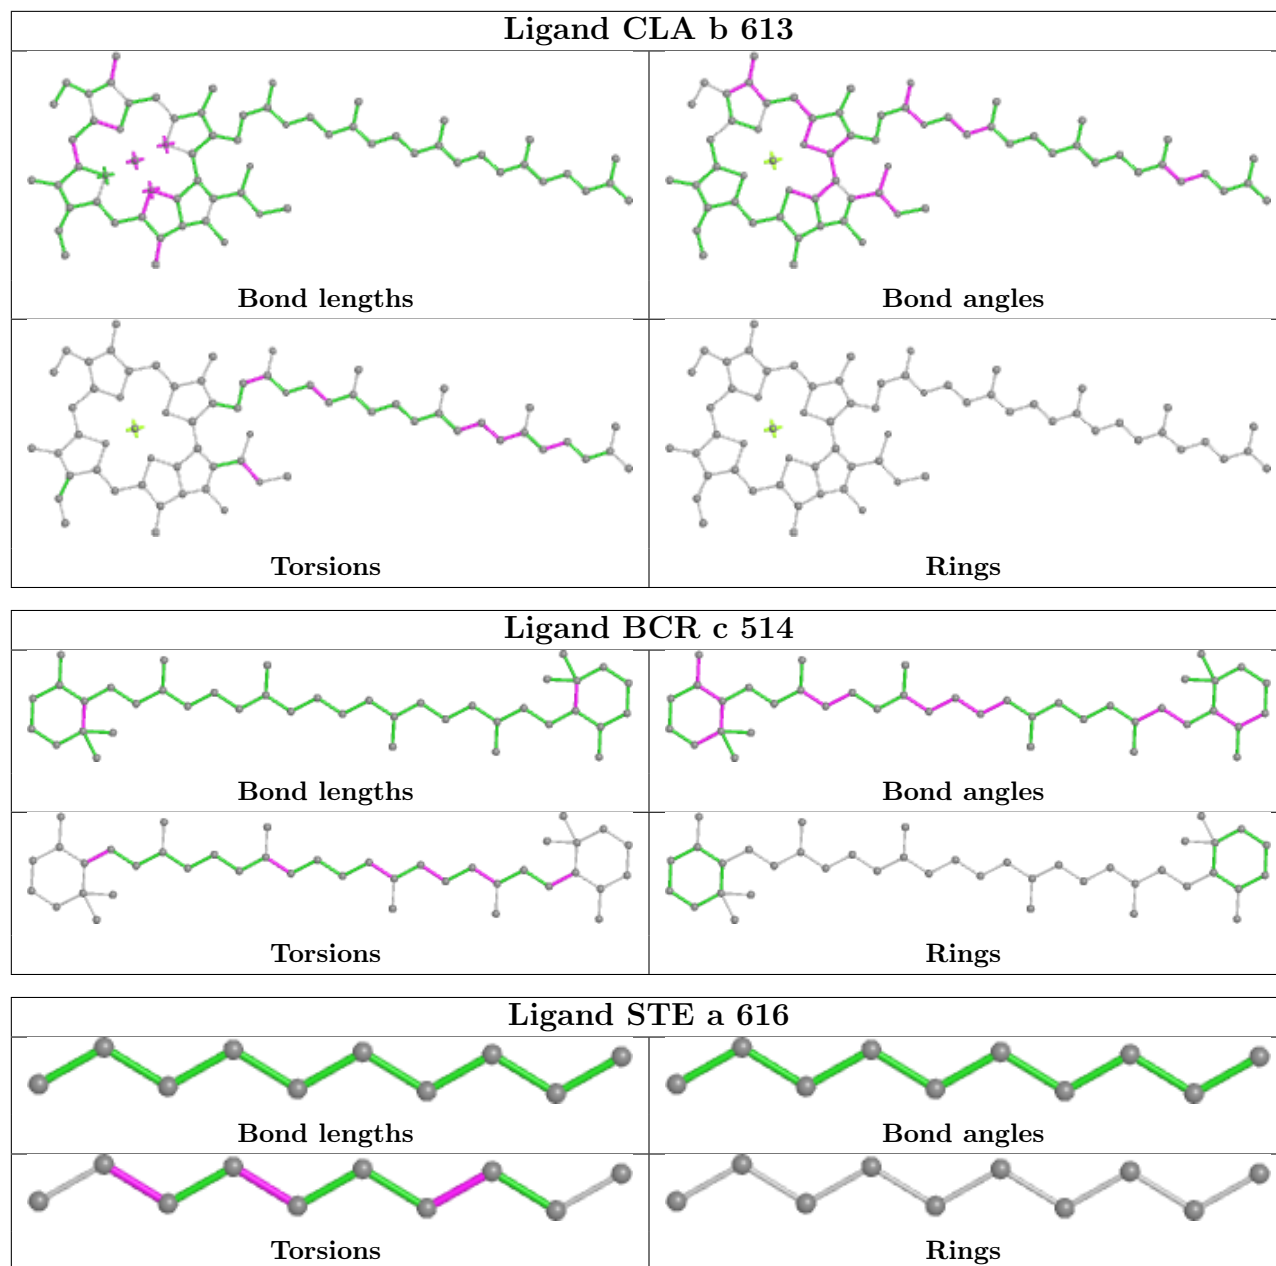 Ligand CLA b 613
Bond lengths
Bond angles
Torsions
Rings
Ligand BCR c 514
Bond lengths
Bond angles
Torsions
Rings
Ligand STE a 616
Bond lengths
Bond angles
Torsions
Rings